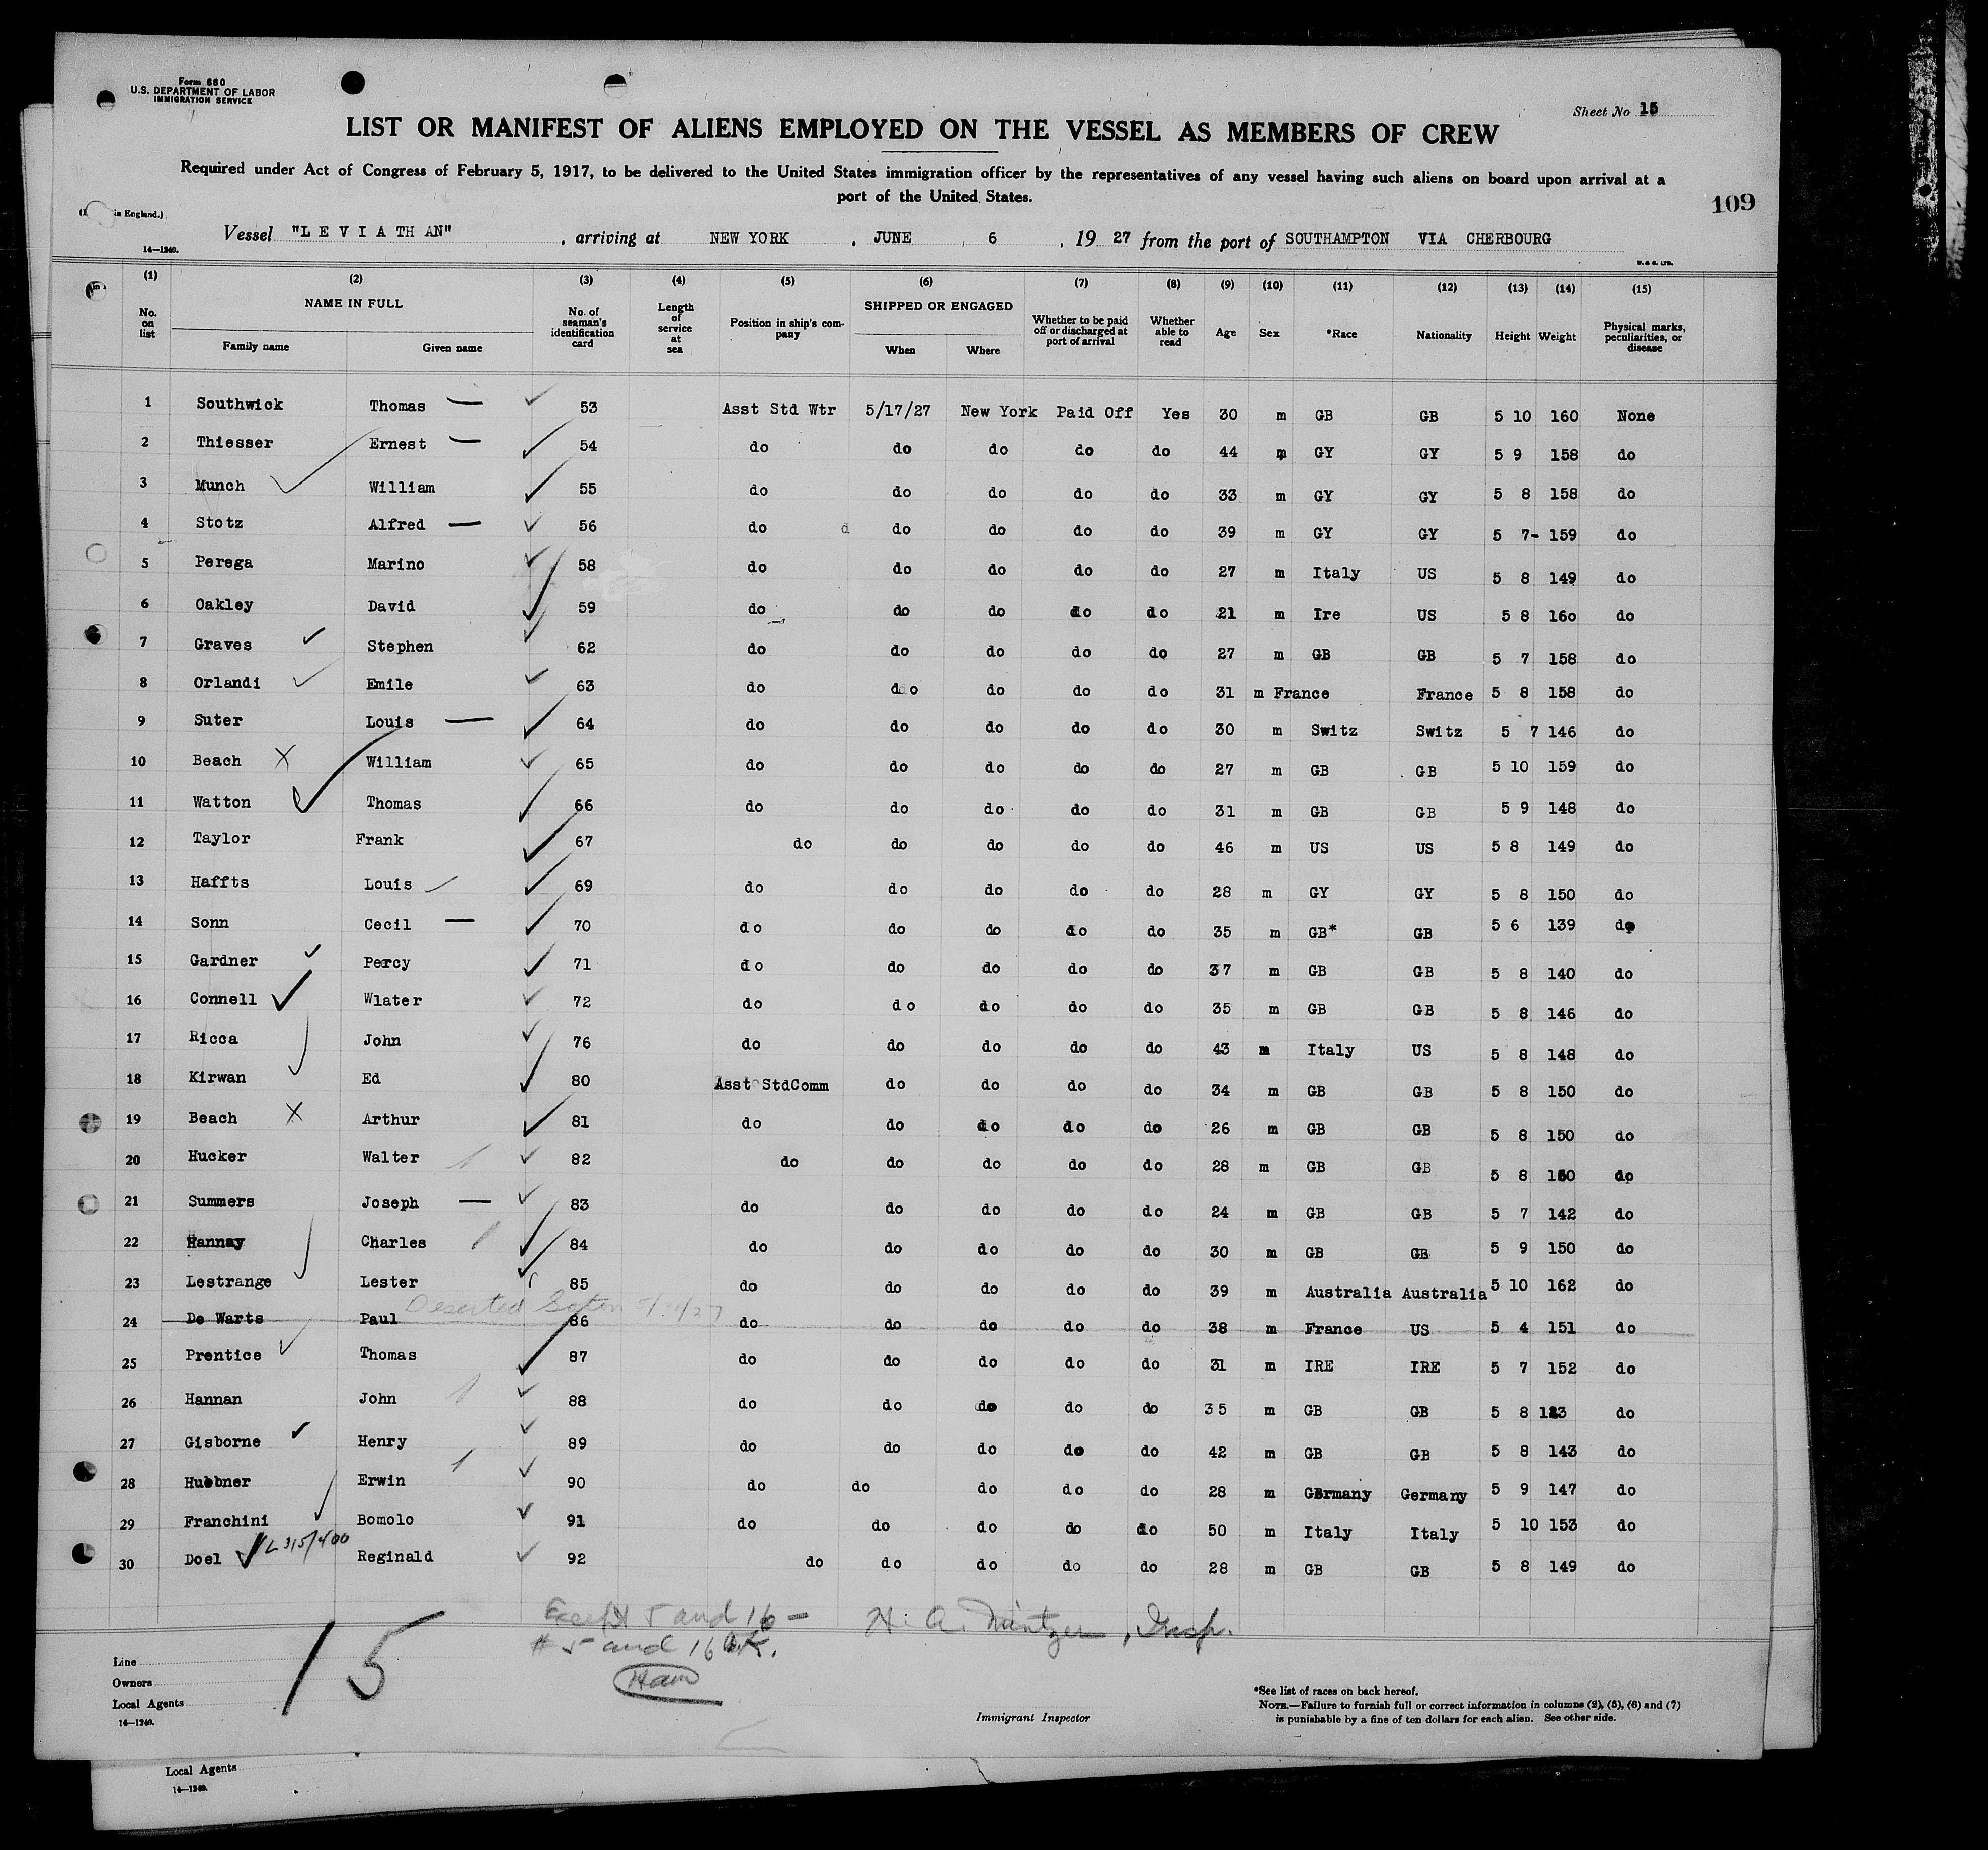 Form 680
U.S. DEPARTMENT OF LABOR
IMMIGRATION SERVICE
Sheet No 15
LIST OR MANIFEST OF ALIENS EMPLOYED ON THE VESSEL AS MEMBERS OF CREW
Required under Act of Congress of February 5, 1917, to be delivered to the United States immigration officer by the representatives of any vessel having such aliens on board upon arrival at a
port of the United States.
109
in England.)
14—1240.
Vessel "L E V I A TH AN" , arriving at NEW YORK , JUNE 6 , 19 27 from the port of SOUTHAMPTON VIA CHERBOURG
W. & S. LTD.
(1) (2) (3) (4) (5) (6) (7) (8) (9) (10) (11) (12) (13) (14) (15)
No. on list NAME IN FULL Family name Given name No. of seaman's identification card Length of service at sea Position in ship's company SHIPPED OR ENGAGED When Where Whether to be paid off or discharged at port of arrival Whether able to read Age Sex *Race Nationality Height Weight Physical marks, peculiarities, or disease
1 Southwick Thomas — 53 Asst Std Wtr 5/17/27 New York Paid Off Yes 30 m GB GB 5 10 160 None
2 Thiesser Ernest — 54 do do do do do 44 m GY GY 5 9 158 do
3 Munch William 55 do do do do do 33 m GY GY 5 8 158 do
4 Stotz Alfred — 56 do d do do do do 39 m GY GY 5 7- 159 do
5 Perega Marino 58 do do do do do 27 m Italy US 5 8 149 do
6 Oakley David 59 do do do do do 21 m Ire US 5 8 16o do
7 Graves Stephen 62 do do do do do 27 m GB GB 5 7 158 do
8 Orlandi Emile 63 do do do do do 31 m France France 5 8 158 do
9 Suter Louis — 64 do do do do do 30 m Switz Switz 5 7 146 do
10 Beach X William 65 do do do do do 27 m GB GB 5 10 159 do
11 Watton Thomas 66 do do do do do 31 m GB GB 5 9 148 do
12 Taylor Frank 67 do do do do do 46 m US US 5 8 149 do
13 Haffts Louis 69 do do do do do 28 m GY GY 5 8 150 do
14 Sonn Cecil — 70 do do do do do 35 m GB* GB 5 6 139 do
15 Gardner Percy 71 do do do do do 37 m GB GB 5 8 140 do
16 Connell Wlater 72 do do do do do 35 m GB GB 5 8 146 do
17 Ricca John 76 do do do do do 43 m Italy US 5 8 148 do
18 Kirwan Ed 80 Asst StdComm do do do do 34 m GB GB 5 8 150 do
19 Beach X Arthur 81 do do do do do 26 m GB GB 5 8 150 do
20 Hucker Walter 82 do do do do do 28 m GB GB 5 8 150 do
21 Summers Joseph — 83 do do do do do 24 m GB GB 5 7 142 do
22 Hannay Charles 84 do do do do do 30 m GB GB 5 9 150 do
23 Lestrange Lester 85 do do do do do 39 m Australia Australia 5 10 162 do
Deserted
24 De Warts Paul 86 do do do do do 38 m France US 5 4 151 do
25 Prentice Thomas 87 do do do do do 31 m IRE IRE 5 7 152 do
26 Hannan John 88 do do do do do 35 m GB GB 5 8 do
27 Gisborne Henry 89 do do do do do 42 m GB GB 5 8 143 do
28 Huebner Erwin 90 do do do do do 28 m Germany Germany 5 9 147 do
29 Franchini Bomolo 91 do do do do do 50 m Italy Italy 5 10 153 do
L 315/400
30 Doel Reginald 92 do do do do do 28 m GB GB 5 8 149 do
Except 5 and 16 —
# 5 and 16 O.K.
Ham
H. A. , Insp.
15
Line
Owners
Local Agents
14—1240.
Immigrant Inspector
*See list of races on back hereof.
NOTE.—Failure to furnish full or correct information in columns (2), (5), (6) and (7)
is punishable by a fine of ten dollars for each alien. See other side.
Local Agents
14—1240.